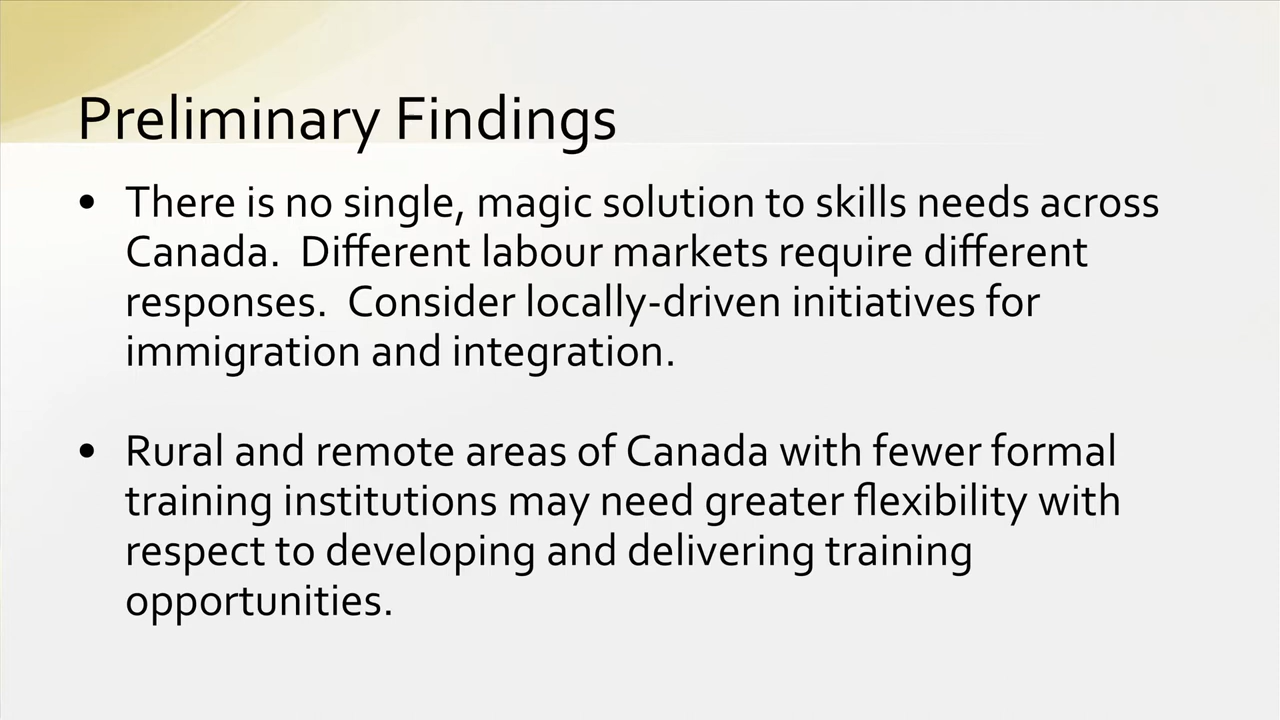 Preliminary Findings
• There is no single, magic solution to skills needs across
Canada.  Different labour markets require different
responses.  Consider locally-driven initiatives for
immigration and integration.
• Rural and remote areas of Canada with fewer formal
training institutions may need greater flexibility with
respect to developing and delivering training
opportunities.